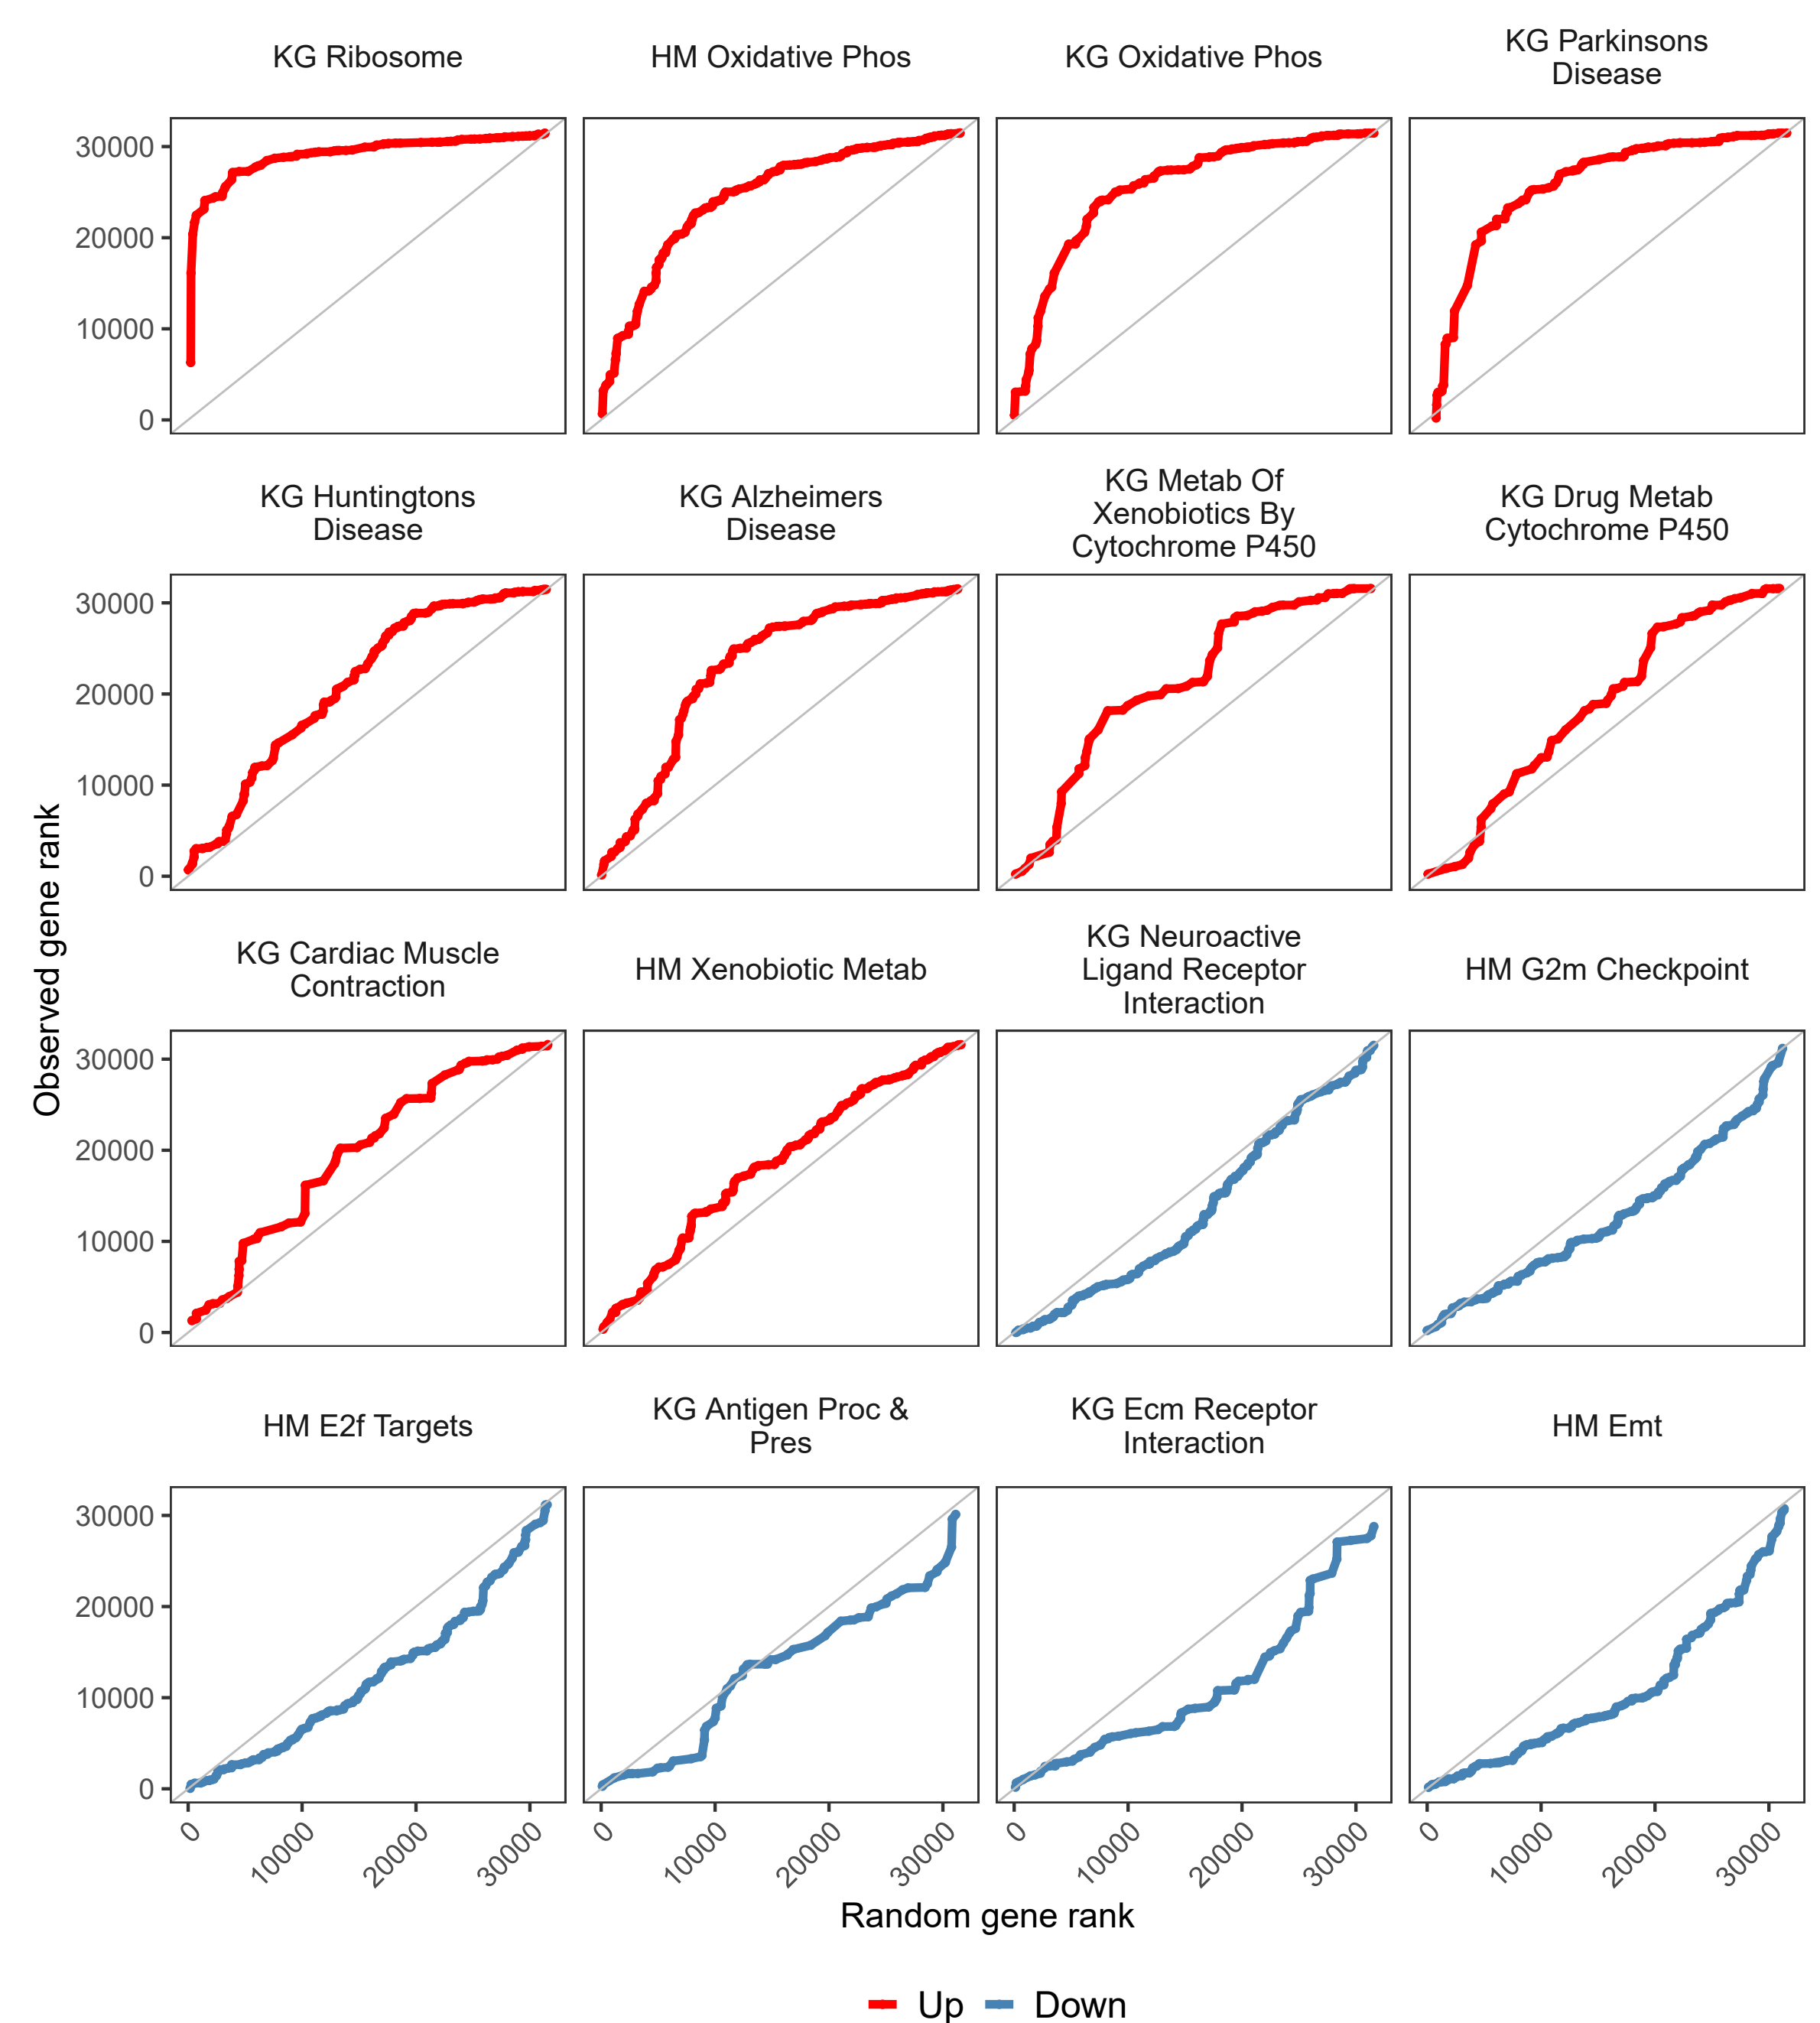 KG Ribosome
HM Oxidative Phos
KG Oxidative Phos
KG Parkinsons
Disease
30000
20000
10000
0
KG Huntingtons
Disease
KG Alzheimers
Disease
KG Metab Of
Xenobiotics By
Cytochrome P450
KG Drug Metab
Cytochrome P450
30000
20000
10000
0
KG Cardiac Muscle
Contraction
HM Xenobiotic Metab
KG Neuroactive
Ligand Receptor
Interaction
HM G2m Checkpoint
30000
20000
10000
0
HM E2f Targets
KG Antigen Proc &
Pres
KG Ecm Receptor
Interaction
HM Emt
30000
20000
10000
0
Observed gene rank
0
10000
20000
30000
0
10000
20000
30000
0
10000
20000
30000
0
10000
20000
30000
Random gene rank
Up
Down